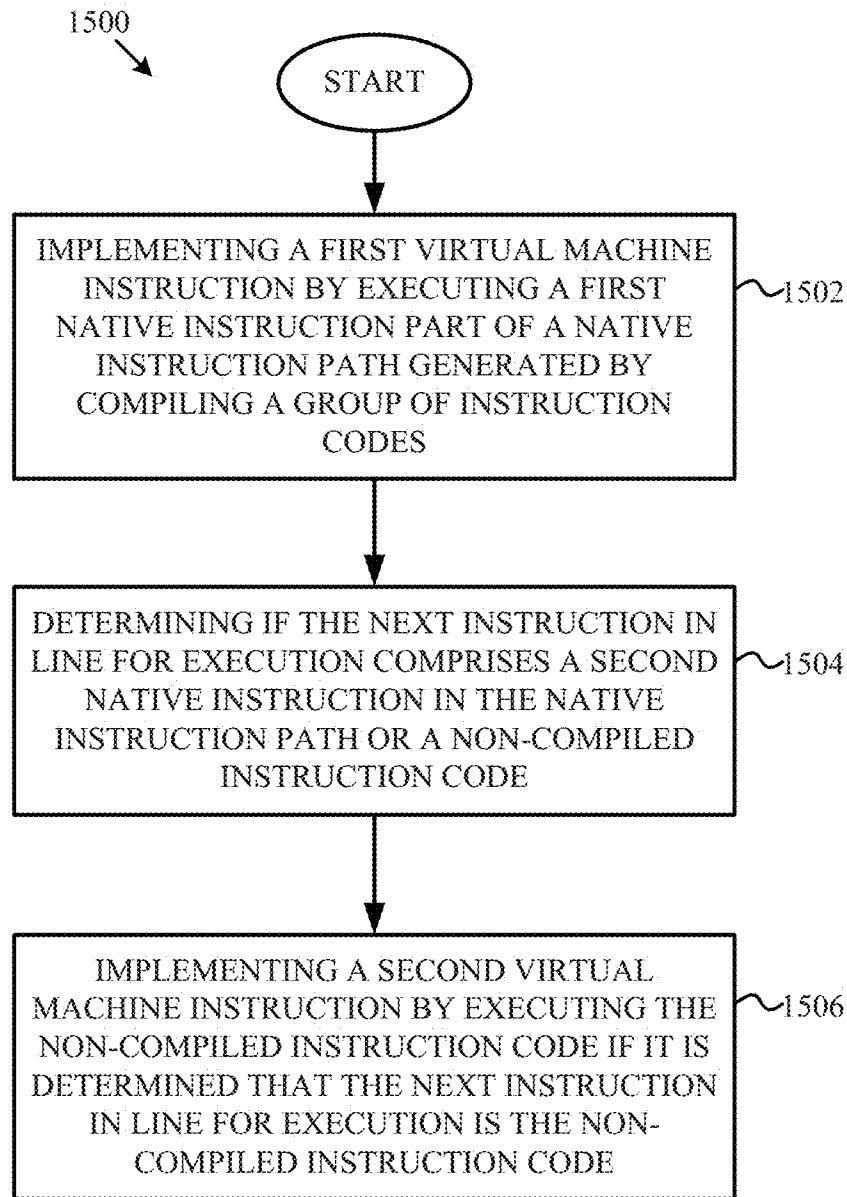 1500
START
IMPLEMENTING A FIRST VIRTUAL MACHINE
INSTRUCTION BY EXECUTING A FIRST
NATIVE INSTRUCTION PART OF A NATIVE
INSTRUCTION PATH GENERATED BY
COMPILING A GROUP OF INSTRUCTION
CODES
1502
DETERMINING IF THE NEXT INSTRUCTION IN
LINE FOR EXECUTION COMPRISES A SECOND
NATIVE INSTRUCTION IN THE NATIVE
INSTRUCTION PATH OR A NON-COMPILED
INSTRUCTION CODE
1504
IMPLEMENTING A SECOND VIRTUAL
MACHINE INSTRUCTION BY EXECUTING THE
NON-COMPILED INSTRUCTION CODE IF IT IS
DETERMINED THAT THE NEXT INSTRUCTION
IN LINE FOR EXECUTION IS THE NON-
COMPILED INSTRUCTION CODE
1506